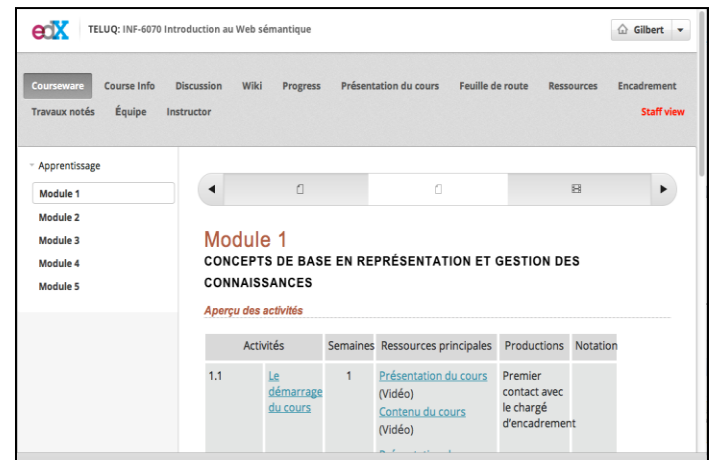 edX TELUQ: INF-6070 Introduction au Web sémantique Gilbert
Courseware Course Info Discussion Wiki Progress Présentation du cours Feuille de route Ressources Encadrement
Travaux notés Équipe Instructor Staff view
Apprentissage
Module 1
Module 2
Module 3
Module 4
Module 5
Module 1
CONCEPTS DE BASE EN REPRÉSENTATION ET GESTION DES
CONNAISSANCES
Aperçu des activités
Activités Semaines Ressources principales Productions Notation
1.1 Le 1 Présentation du cours Premier
démarrage (Vidéo) contact avec
du cours Contenu du cours le chargé
(Vidéo) d'encadrement